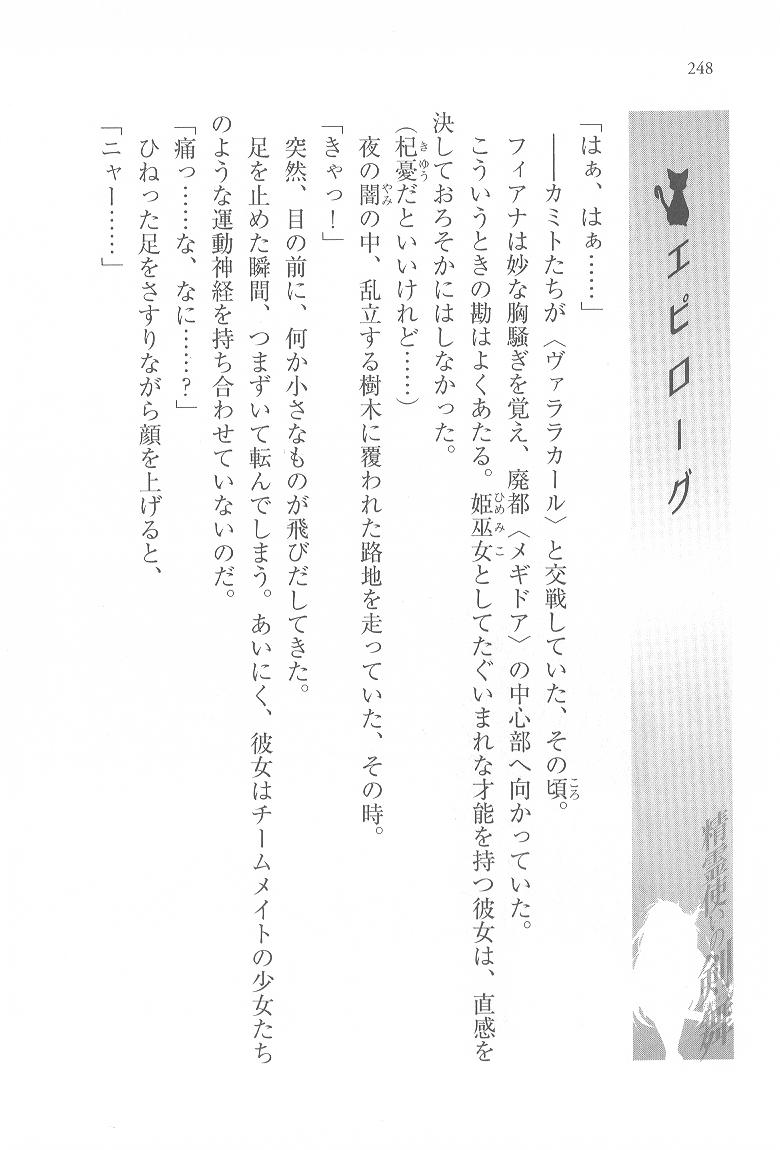 248
エピローグ
精霊使いの剣舞
「はぁ、はぁ……」
――カミトたちが〈ヴァララカール〉と交戦していた、その頃。
フィアナは妙な胸騒ぎを覚え、廃都〈メギドア〉の中心部へ向かっていた。
こういうときの勘はよくあたる。姫巫女としてたぐいまれな才能を持つ彼女は、直感を
決しておろそかにはしなかった。
(杞憂だといいけれど……)
夜の闇の中、乱立する樹木に覆われた路地を走っていた、その時。
「きゃっ！」
突然、目の前に、何か小さなものが飛びだしてきた。
足を止めた瞬間、つまずいて転んでしまう。あいにく、彼女はチームメイトの少女たち
のような運動神経を持ち合わせていないのだ。
「痛っ……な、なに……？」
ひねった足をさすりながら顔を上げると、
「ニャー……」